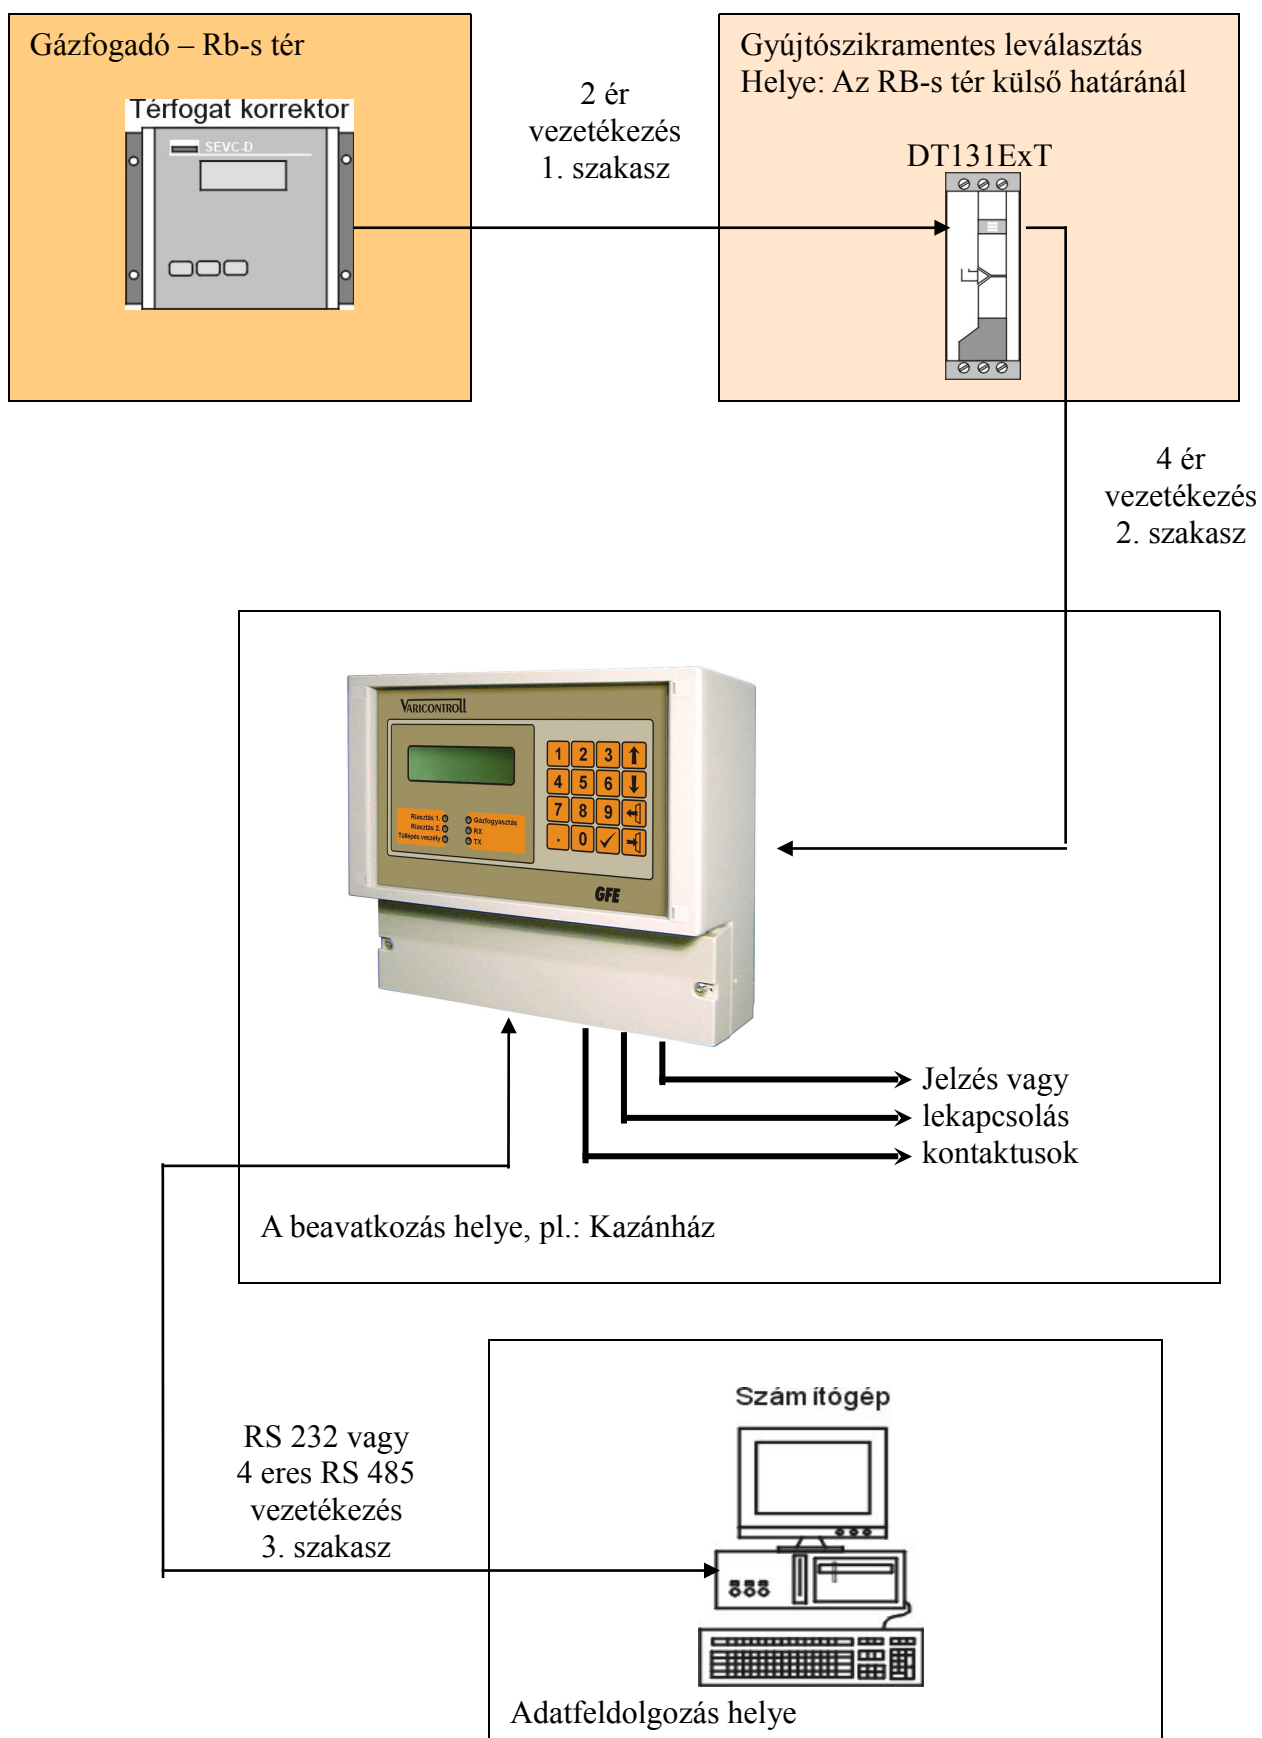 Gázfogadó – Rb-s tér
Térfogat korrektor
SEVC-D
2 ér
vezetékezés
1. szakasz
Gyújtószikramentes leválasztás
Helye: Az RB-s tér külső határánál
DT131ExT
4 ér
vezetékezés
2. szakasz
VARICONTROLL
1 2 3
4 5 6
7 8 9
. 0
Riasztás 1.
Riasztás 2.
Túllépés veszély
Gázfogyasztás
RX
TX
GFE
Jelzés vagy
lekapcsolás
kontaktusok
A beavatkozás helye, pl.: Kazánház
RS 232 vagy
4 eres RS 485
vezetékezés
3. szakasz
Számítógép
Adatfeldolgozás helye